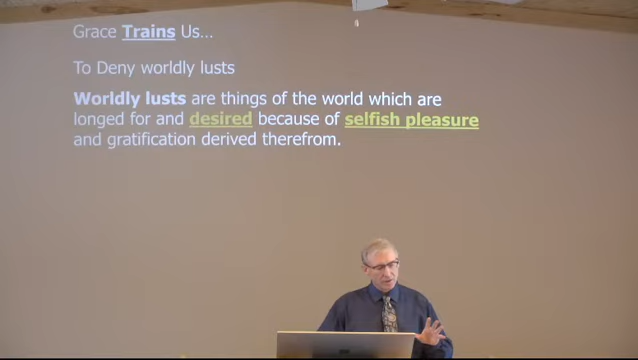 Grace Trains Us...
To Deny worldly lusts
Worldly lusts are things of the world which are
longed for and desired because of selfish pleasure
and gratification derived therefrom.